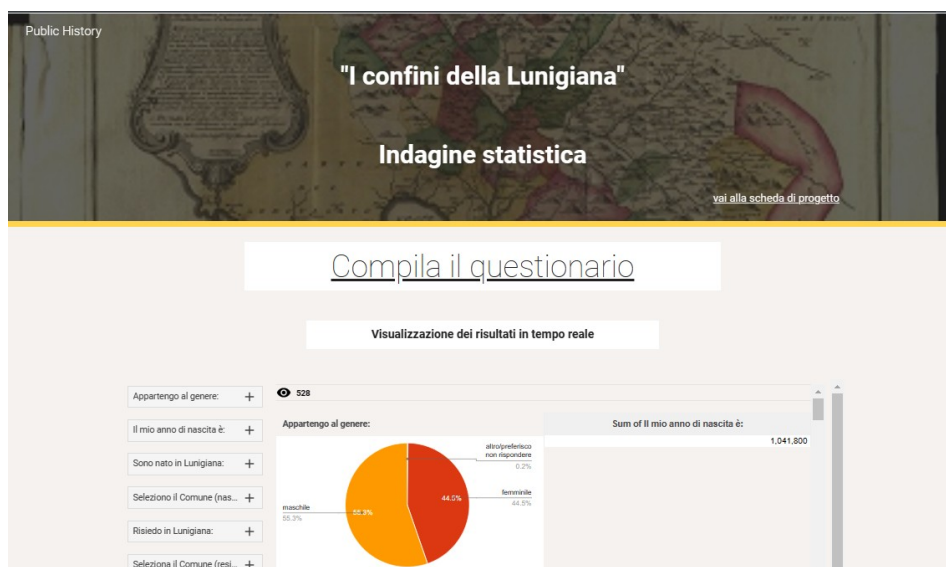 Public History
"I confini della Lunigiana"
Indagine statistica
vai alla scheda di progetto
Compila il questionario
Visualizzazione dei risultati in tempo reale
Appartengo al genere:
Il mio anno di nascita è:
Sono nato in Lunigiana:
Seleziono il Comune (nas...
Risiedo in Lunigiana:
Seleziona il Comune (resi...
528
Appartengo al genere:
altro/preferisco
non rispondere
0.2%
femminile
44.5%
44.5%
maschile
55.3%
55.3%
Sum of Il mio anno di nascita è:
1,041,800